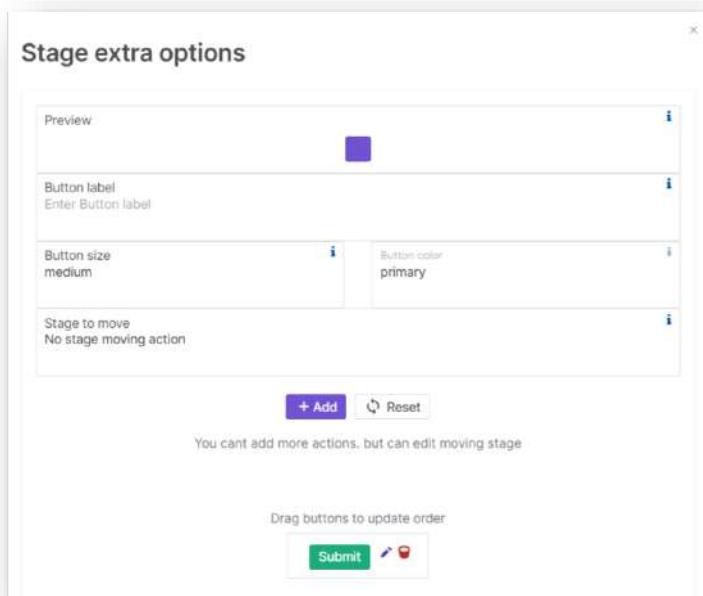 Stage extra options
Preview
Button label
Enter Button label
Button size
medium
Button color
primary
Stage to move
No stage moving action
+ Add
Reset
You cant add more actions. but can edit moving stage
Drag buttons to update order
Submit